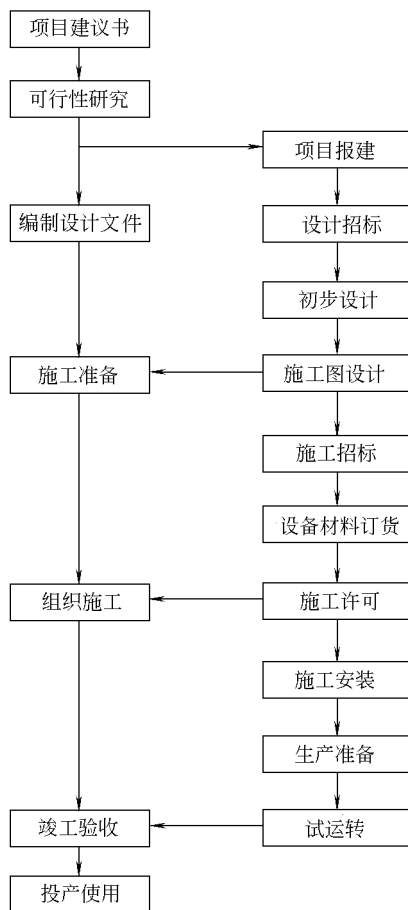 项目建议书
可行性研究
项目报建
编制设计文件
设计招标
初步设计
施工准备
施工图设计
施工招标
设备材料订货
组织施工
施工许可
施工安装
生产准备
竣工验收
试运转
投产使用